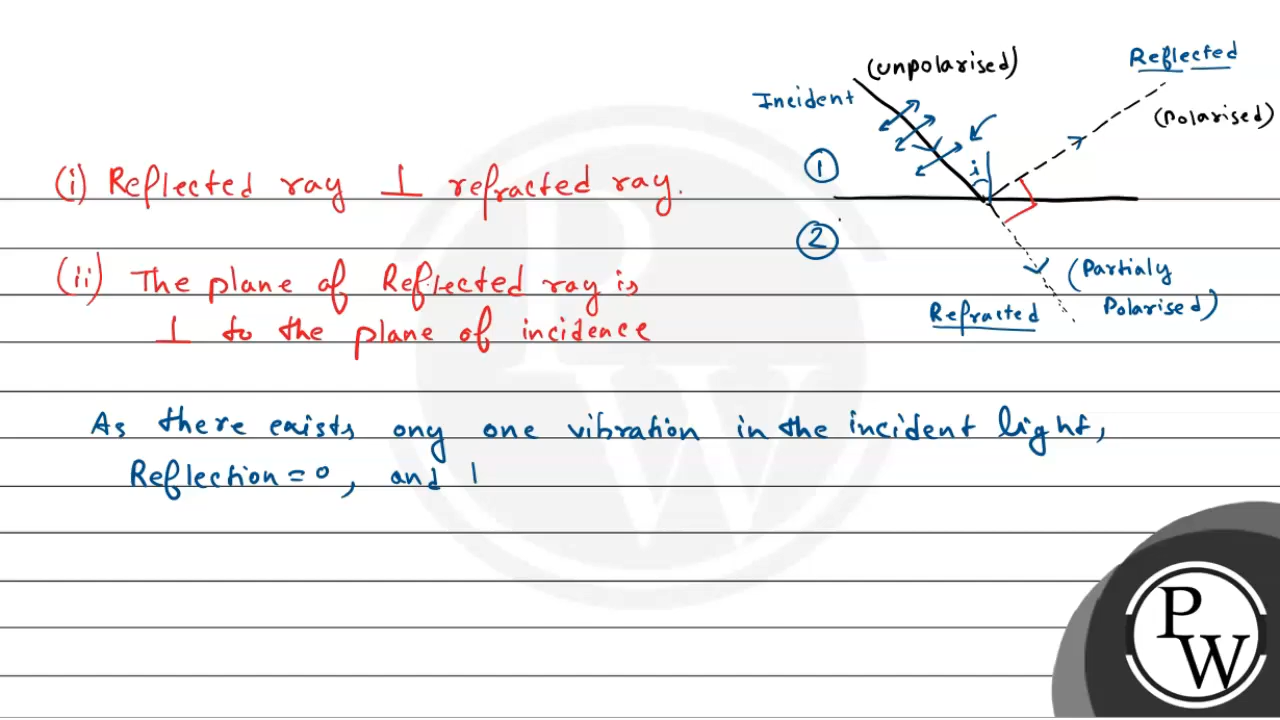 (unpolarised)
Reflected
Incident
(Polarised)
i
①
(i) Reflected ray ⊥ refracted ray.
②
(ii) The plane of Reflected ray is
⊥ to the plane of incidence
(Partialy
Polarised)
Refracted
As there exists ony one vibration in the incident light,
Reflection = 0, and
PW
PW